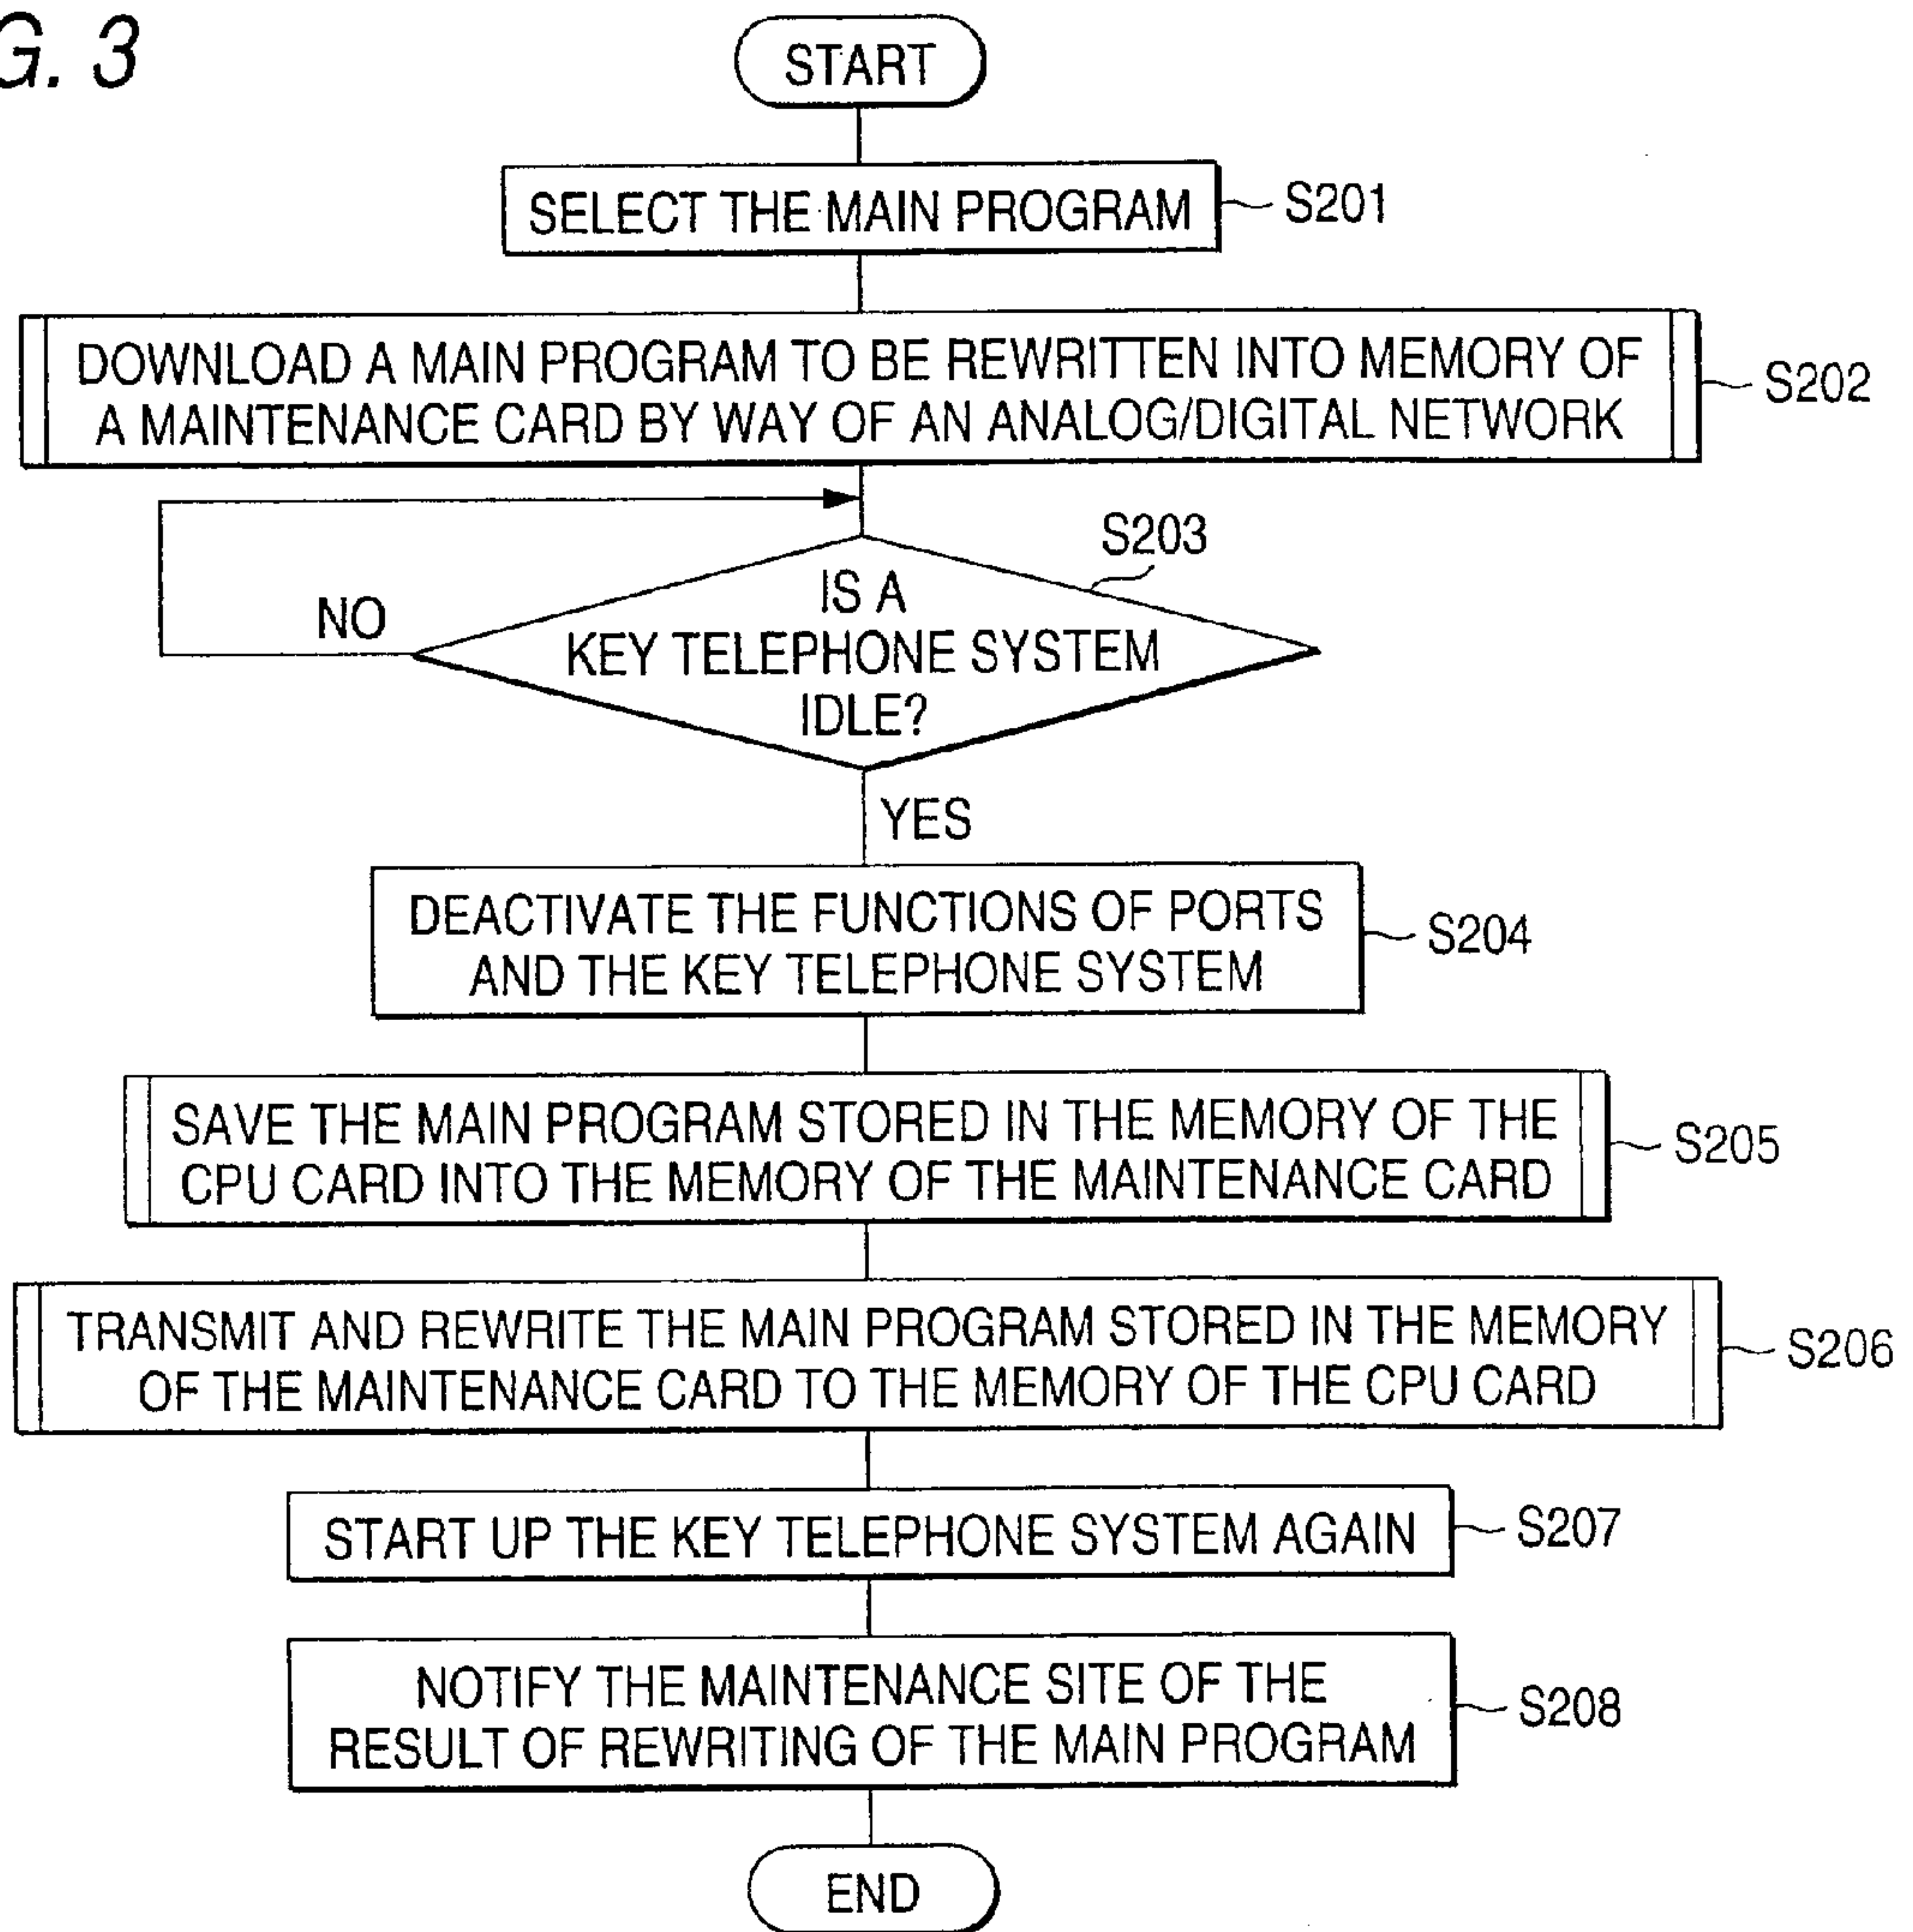 G. 3
START
SELECT THE MAIN PROGRAM
S201
DOWNLOAD A MAIN PROGRAM TO BE REWRITTEN INTO MEMORY OF
A MAINTENANCE CARD BY WAY OF AN ANALOG/DIGITAL NETWORK
S202
S203
IS A
KEY TELEPHONE SYSTEM
IDLE?
NO
YES
DEACTIVATE THE FUNCTIONS OF PORTS
AND THE KEY TELEPHONE SYSTEM
S204
SAVE THE MAIN PROGRAM STORED IN THE MEMORY OF THE
CPU CARD INTO THE MEMORY OF THE MAINTENANCE CARD
S205
TRANSMIT AND REWRITE THE MAIN PROGRAM STORED IN THE MEMORY
OF THE MAINTENANCE CARD TO THE MEMORY OF THE CPU CARD
S206
START UP THE KEY TELEPHONE SYSTEM AGAIN
S207
NOTIFY THE MAINTENANCE SITE OF THE
RESULT OF REWRITING OF THE MAIN PROGRAM
S208
END